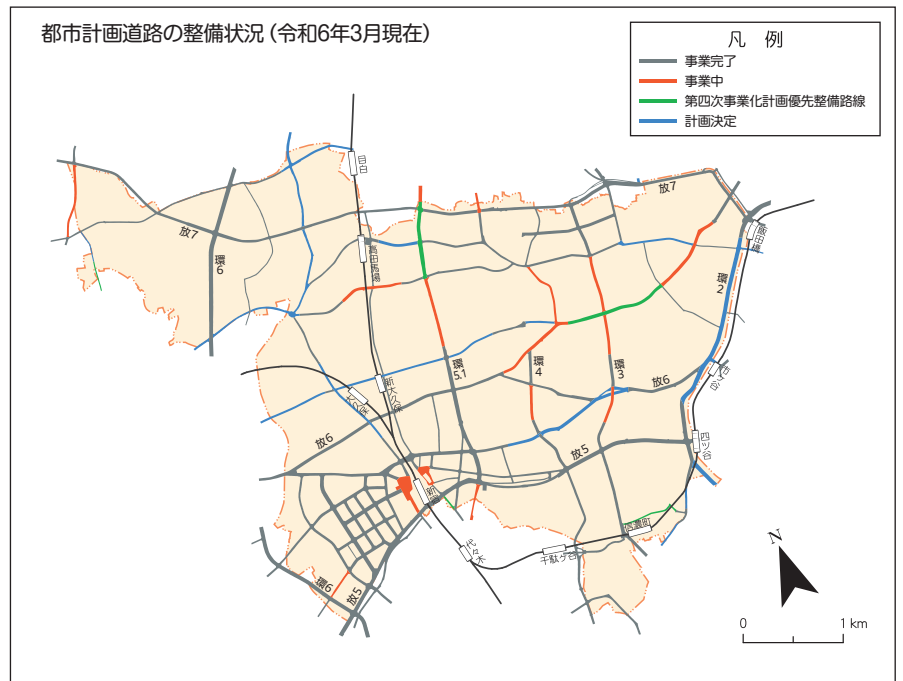 都市計画道路の整備状況（令和6年3月現在）
凡　例
事業完了
事業中
第四次事業化計画優先整備路線
計画決定
目白
放7
放7
飯田橋
環6
高田馬場
環2
環5.1
環4
環3
放6
市ヶ谷
新大久保
大久保
放6
四ツ谷
放5
新宿
信濃町
代々木
千駄ヶ谷
環6
放5
N
0
1 km